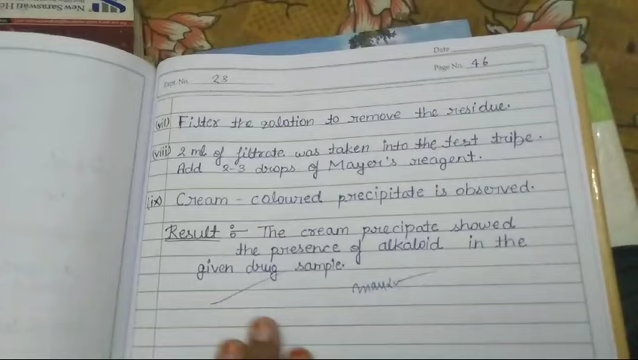 New Saraswati Ho
Date
Expt. No. 23
Page No. 46
(vii) Filter the solution to remove the residue.
(viii) 2 ml of filtrate was taken into the test tube.
Add 2-3 drops of Mayer's reagent.
(ix) Cream - coloured precipitate is observed.
Result :- The cream precipate showed
the presence of alkaloid in the
given drug sample.